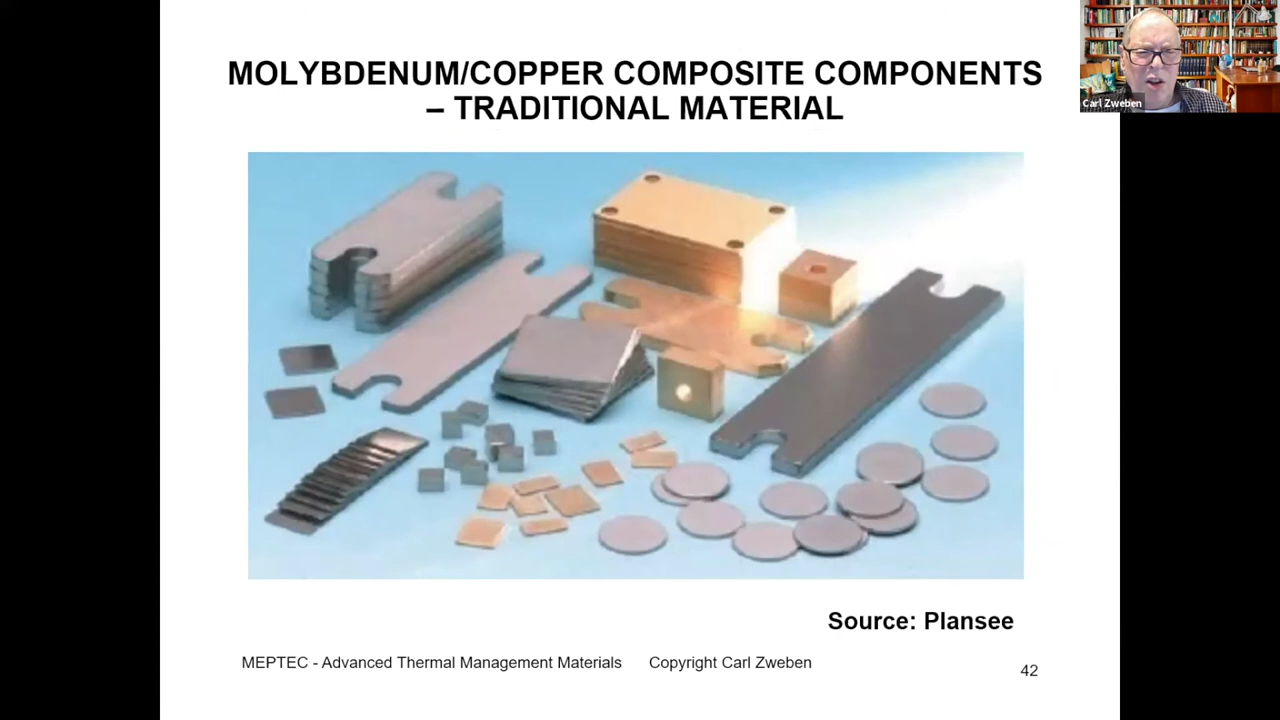 MOLYBDENUM/COPPER COMPOSITE COMPONENTS
– TRADITIONAL MATERIAL
Carl Zweben
Source: Plansee
MEPTEC - Advanced Thermal Management Materials Copyright Carl Zweben
42